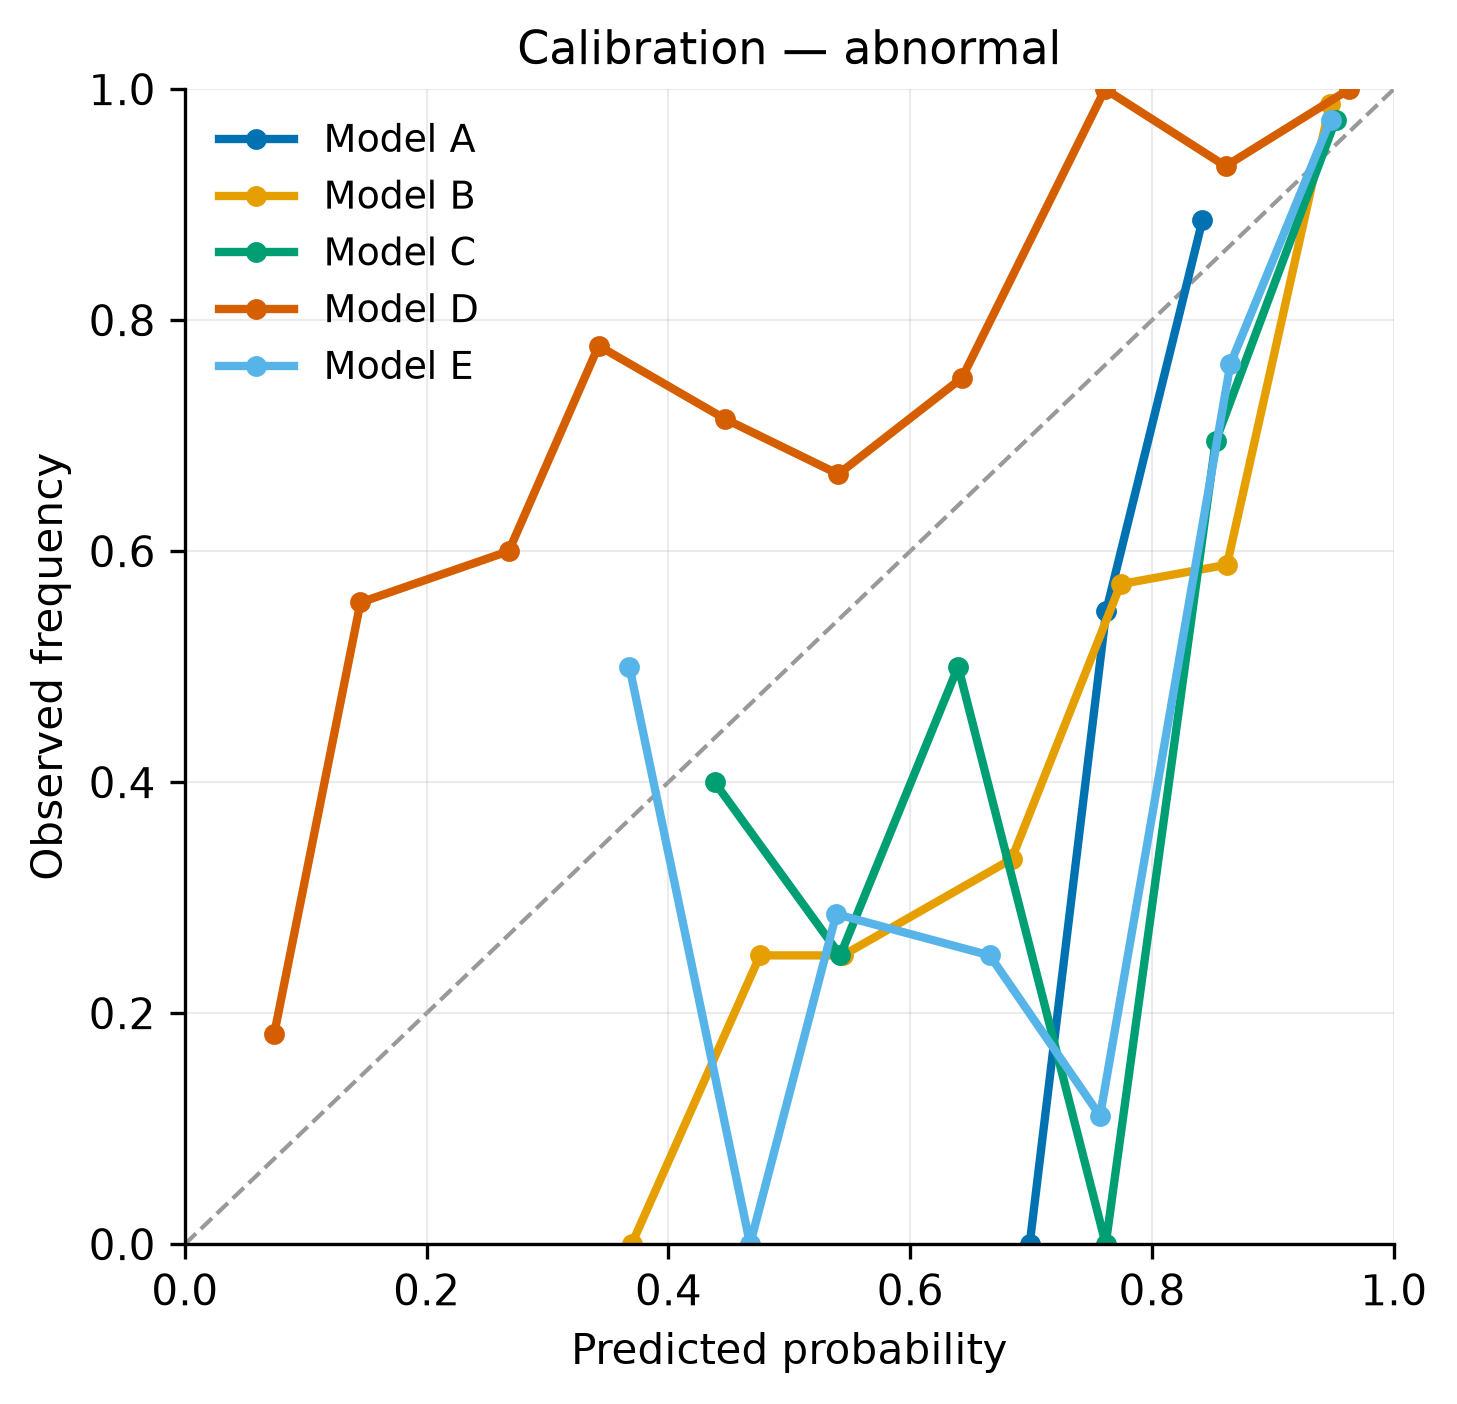 Calibration — abnormal
1.0
0.8
0.6
0.4
0.2
0.0
Observed frequency
Model A
Model B
Model C
Model D
Model E
0.0 0.2 0.4 0.6 0.8 1.0
Predicted probability